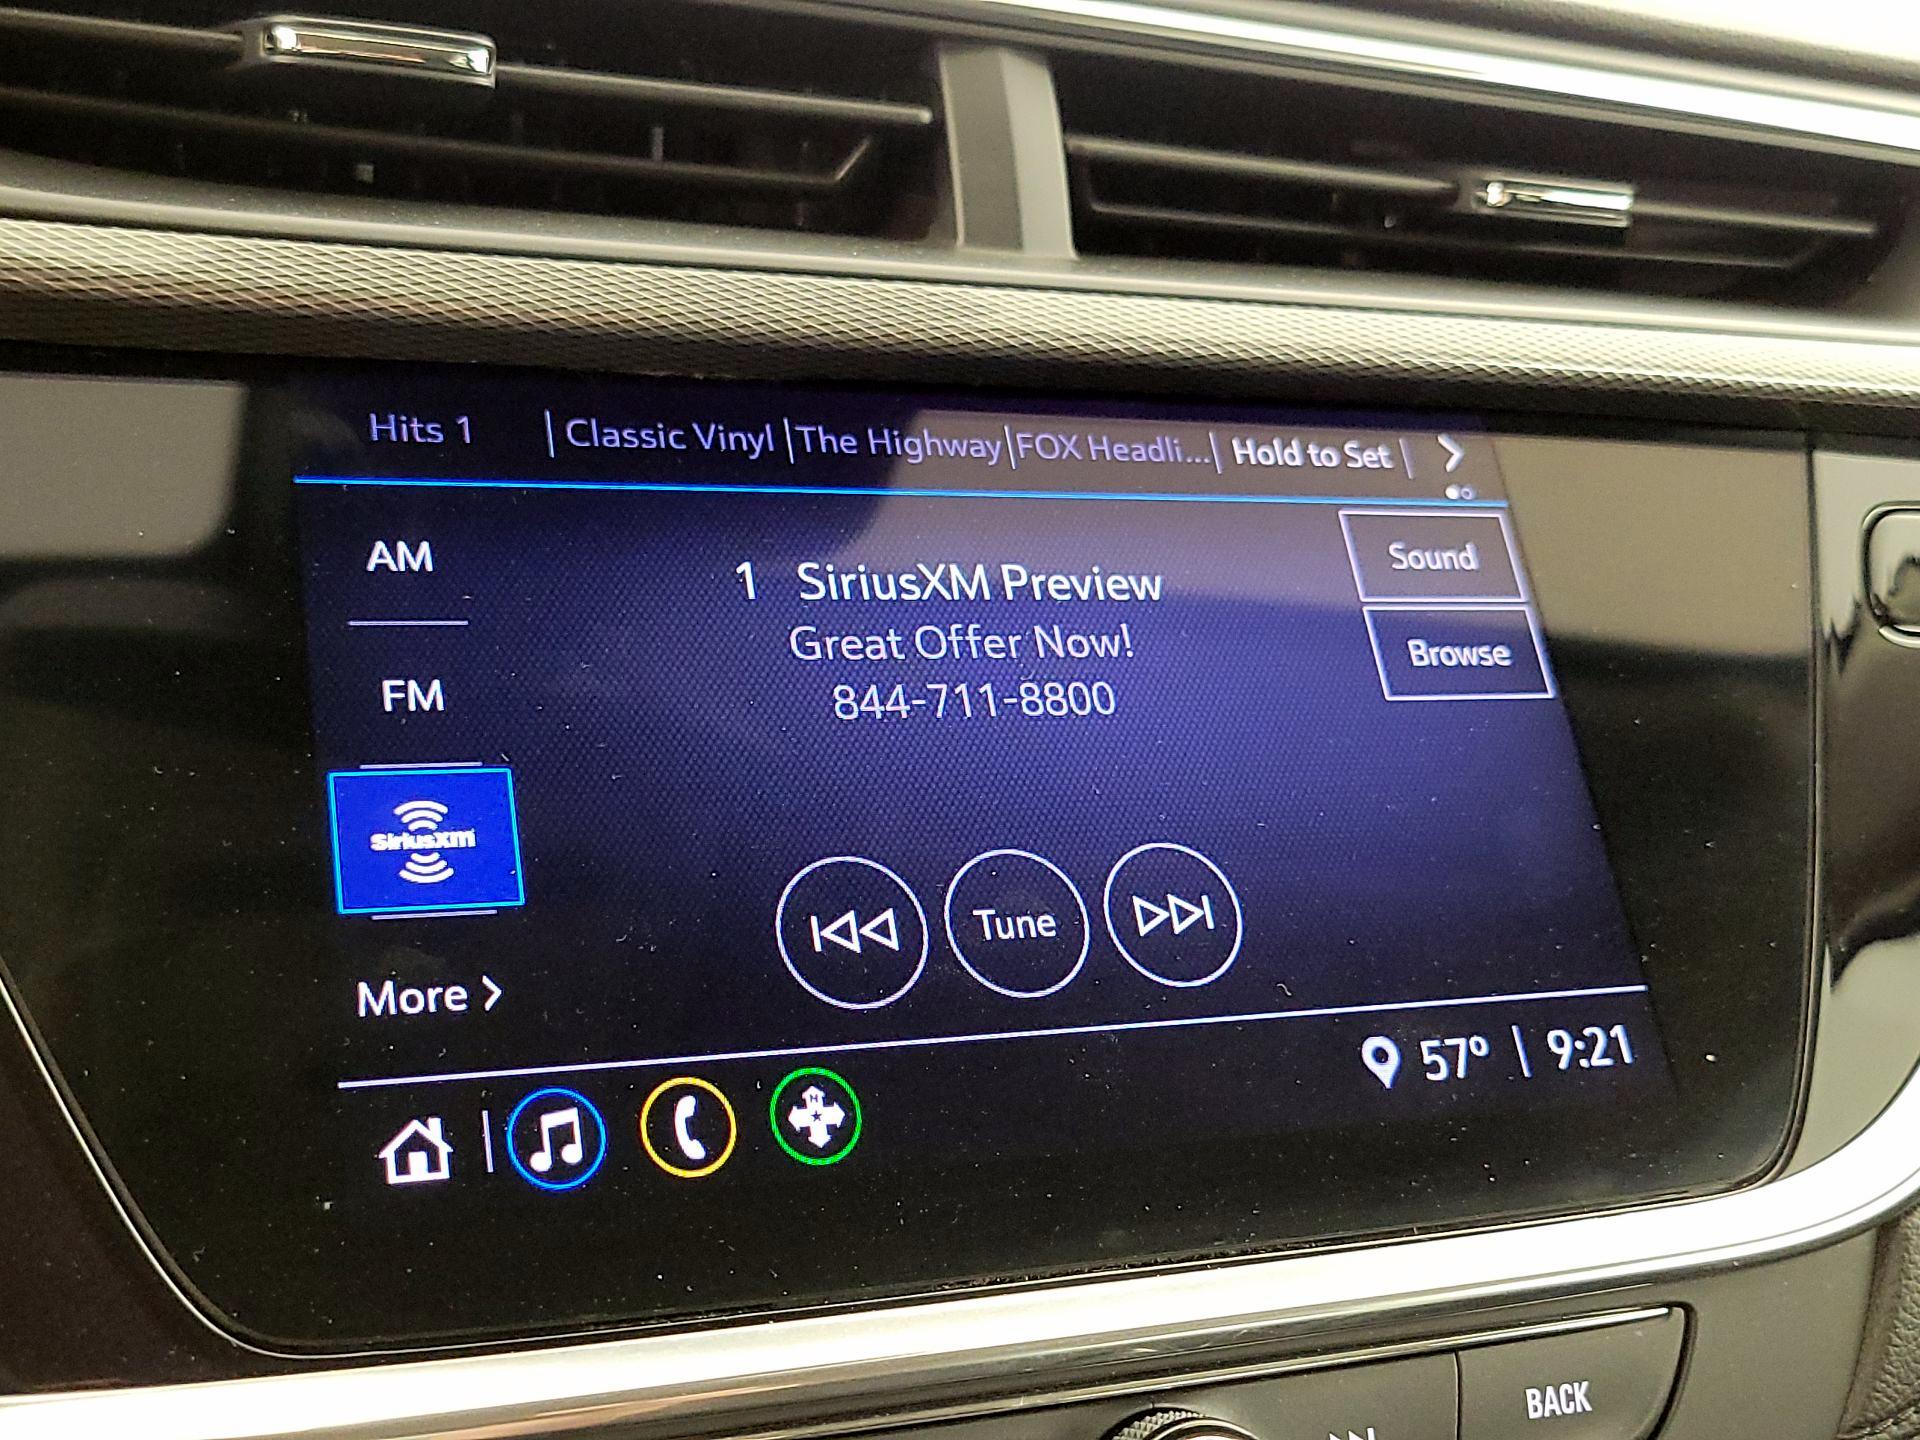 Hits 1 | Classic Vinyl | The Highway | FOX Headli... | Hold to Set |
AM
1 SiriusXM Preview
Sound
Great Offer Now!
Browse
FM
844-711-8800
SiriusXM
Tune
More >
57° | 9:21
N
BACK